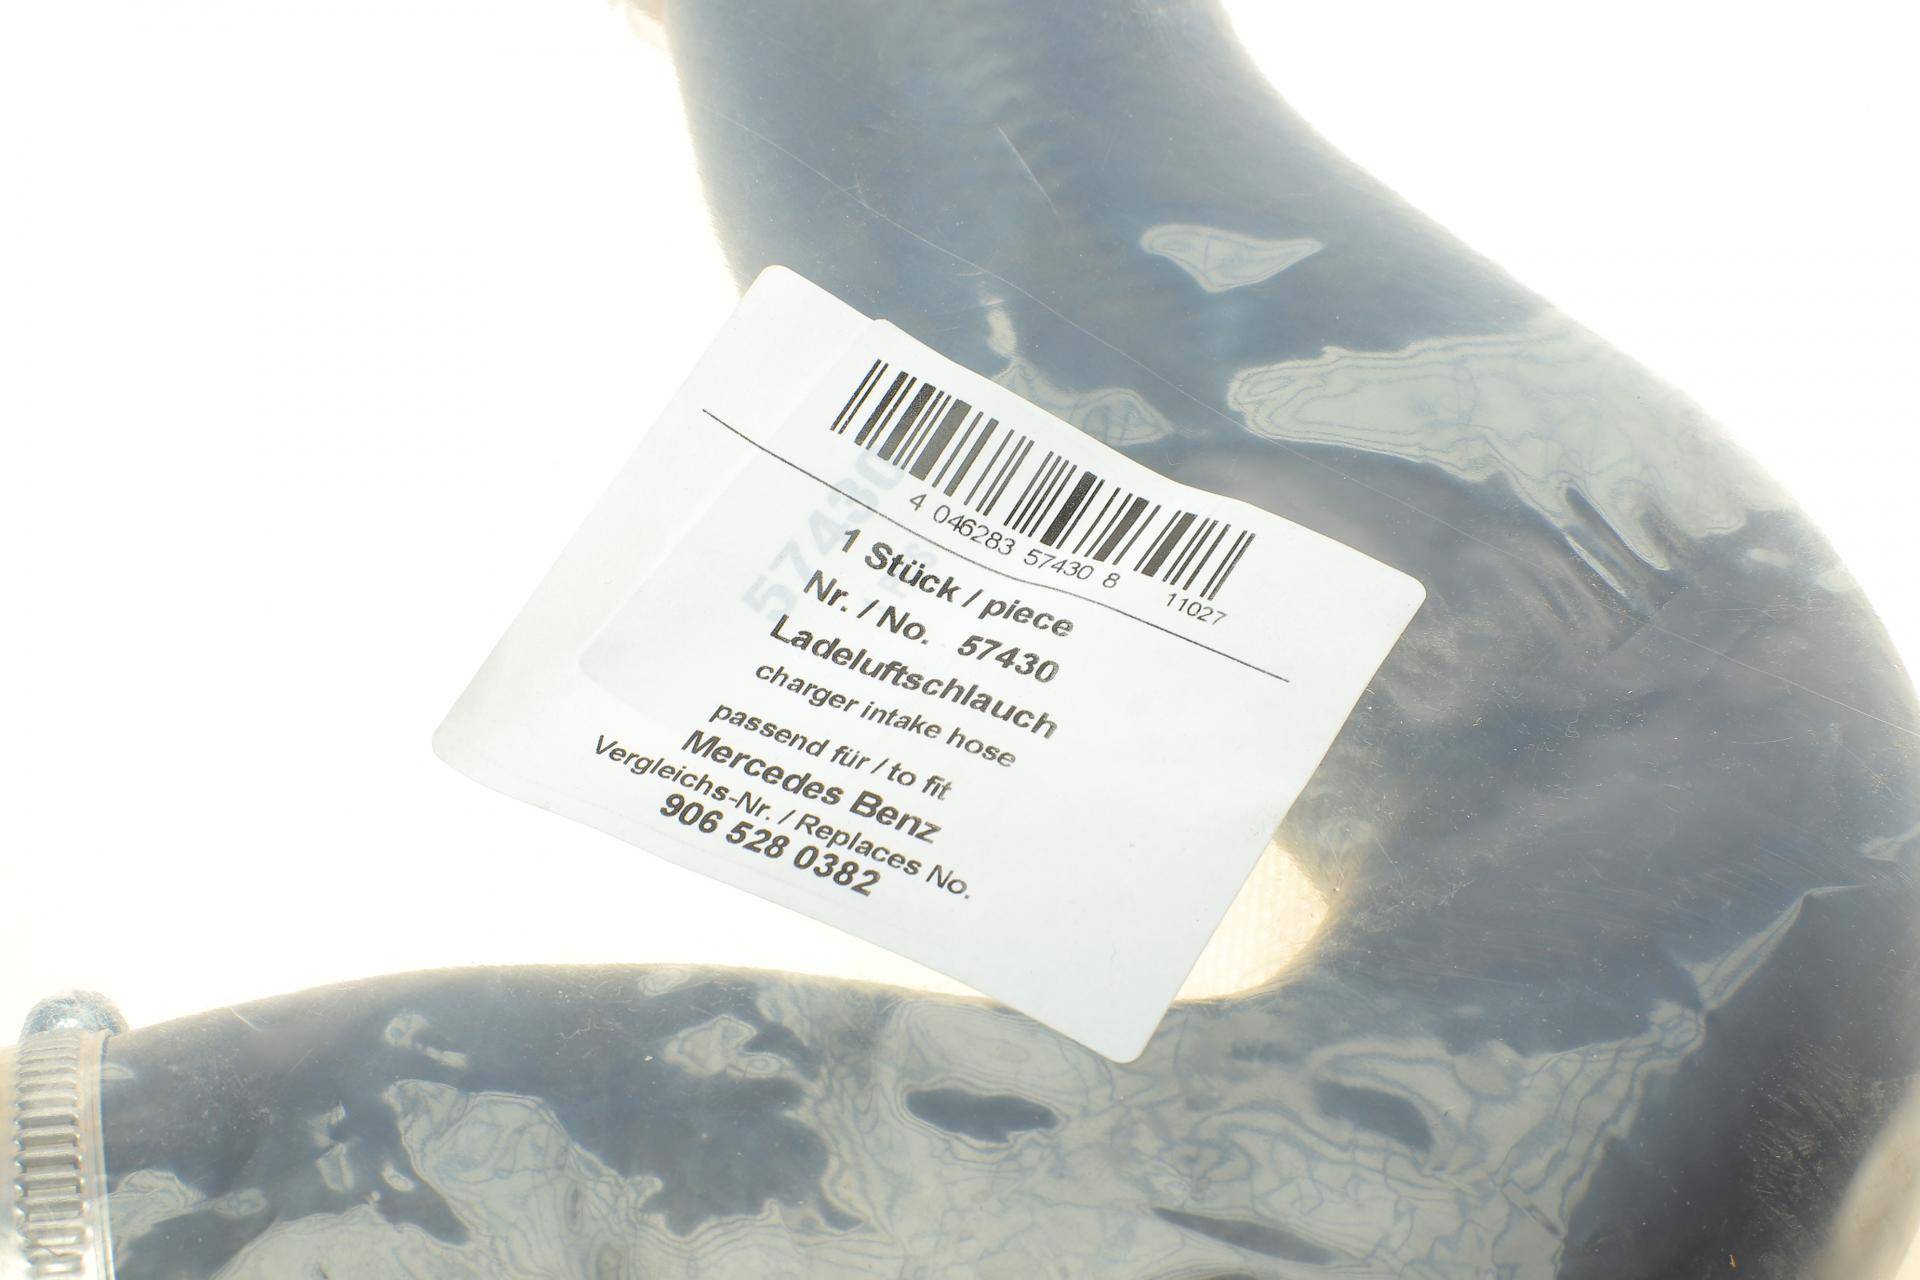 4 046283 57430 8 11027
1 Stück / piece
Nr. / No. 57430
Ladeluftschlauch
charger intake hose
passend für / to fit
Mercedes Benz
Vergleichs-Nr. / Replaces No.
906 528 0382
57430